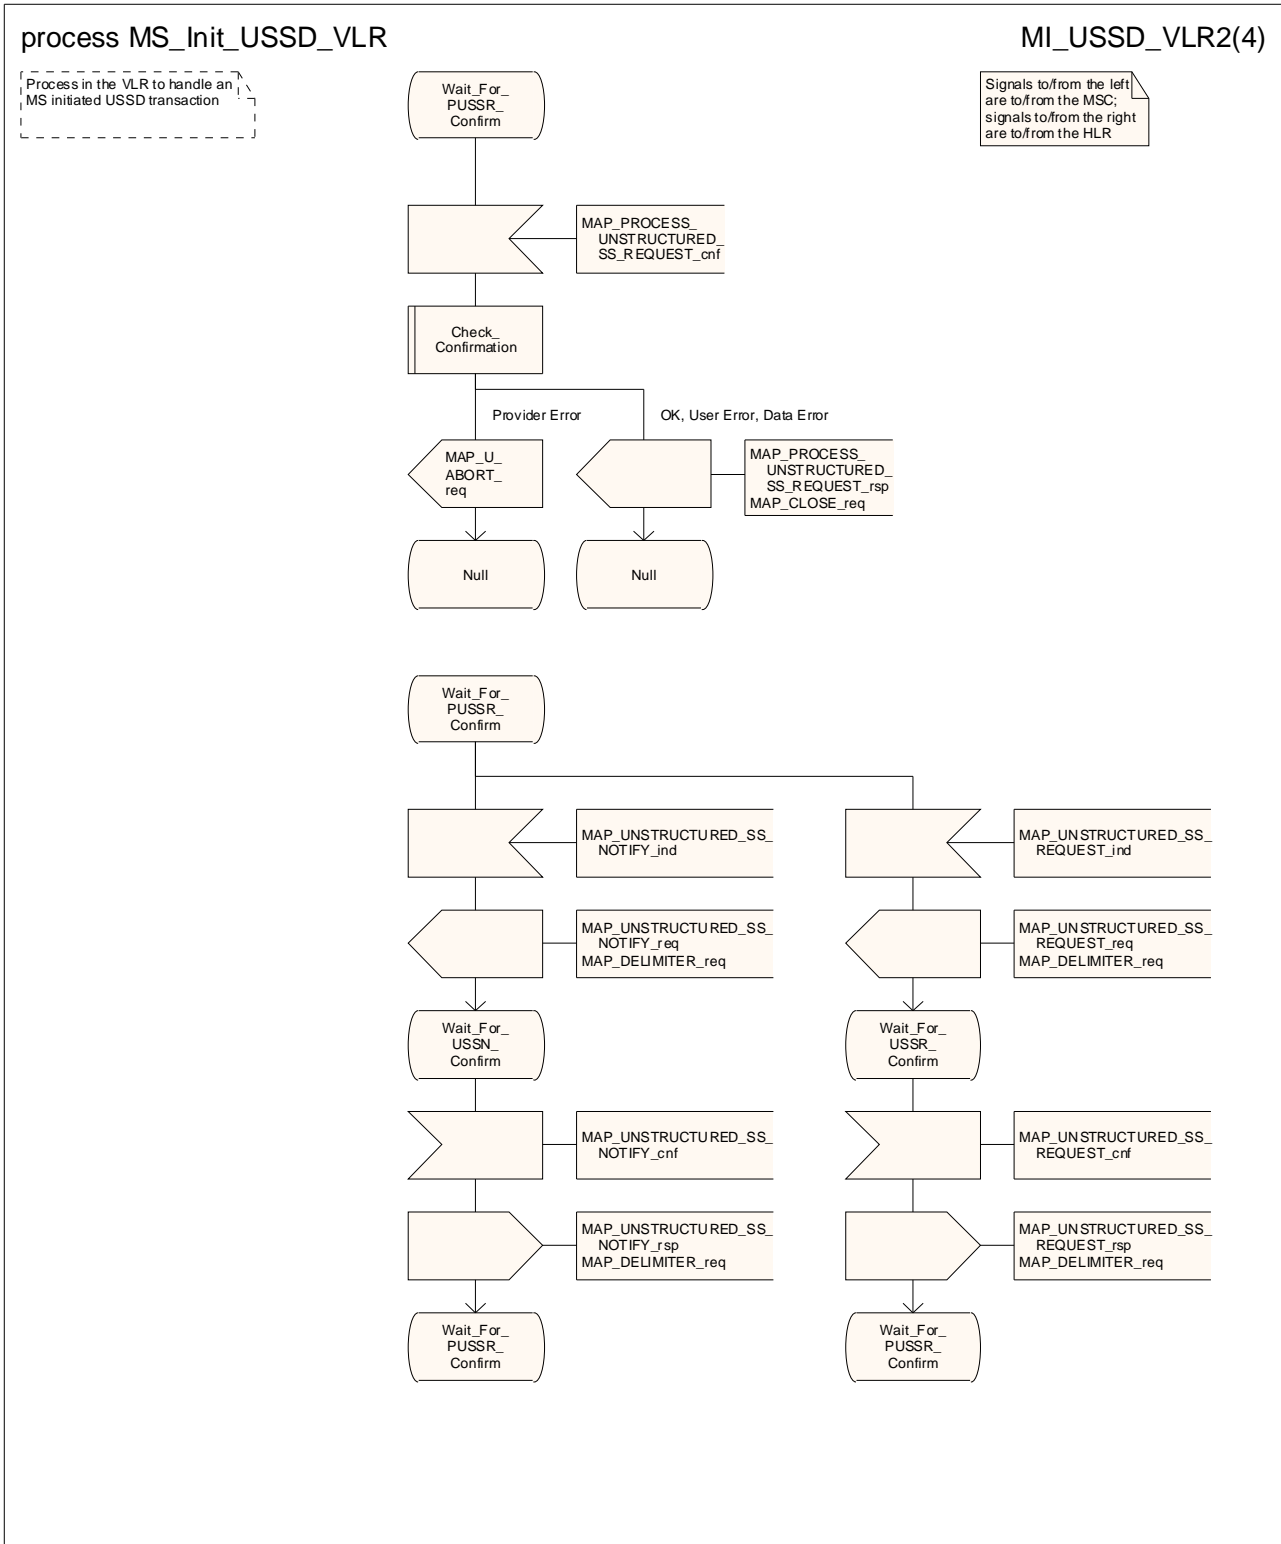 process MS_Init_USSD_VLR
MI_USSD_VLR2(4)
Process in the VLR to handle an
MS initiated USSD transaction
Signals to/from the left
are to/from the MSC;
signals to/from the right
are to/from the HLR
Wait_For_
PUSSR_
Confirm
MAP_PROCESS_
UNSTRUCTURED_
SS_REQUEST_cnf
Check_
Confirmation
Provider Error
OK, User Error, Data Error
MAP_U_
ABORT_
req
MAP_PROCESS_
UNSTRUCTURED_
SS_REQUEST_rsp
MAP_CLOSE_req
Null
Null
Wait_For_
PUSSR_
Confirm
MAP_UNSTRUCTURED_SS_
NOTIFY_ind
MAP_UNSTRUCTURED_SS_
REQUEST_ind
MAP_UNSTRUCTURED_SS_
NOTIFY_req
MAP_DELIMITER_req
MAP_UNSTRUCTURED_SS_
REQUEST_req
MAP_DELIMITER_req
Wait_For_
USSN_
Confirm
Wait_For_
USSR_
Confirm
MAP_UNSTRUCTURED_SS_
NOTIFY_cnf
MAP_UNSTRUCTURED_SS_
REQUEST_cnf
MAP_UNSTRUCTURED_SS_
NOTIFY_rsp
MAP_DELIMITER_req
MAP_UNSTRUCTURED_SS_
REQUEST_rsp
MAP_DELIMITER_req
Wait_For_
PUSSR_
Confirm
Wait_For_
PUSSR_
Confirm